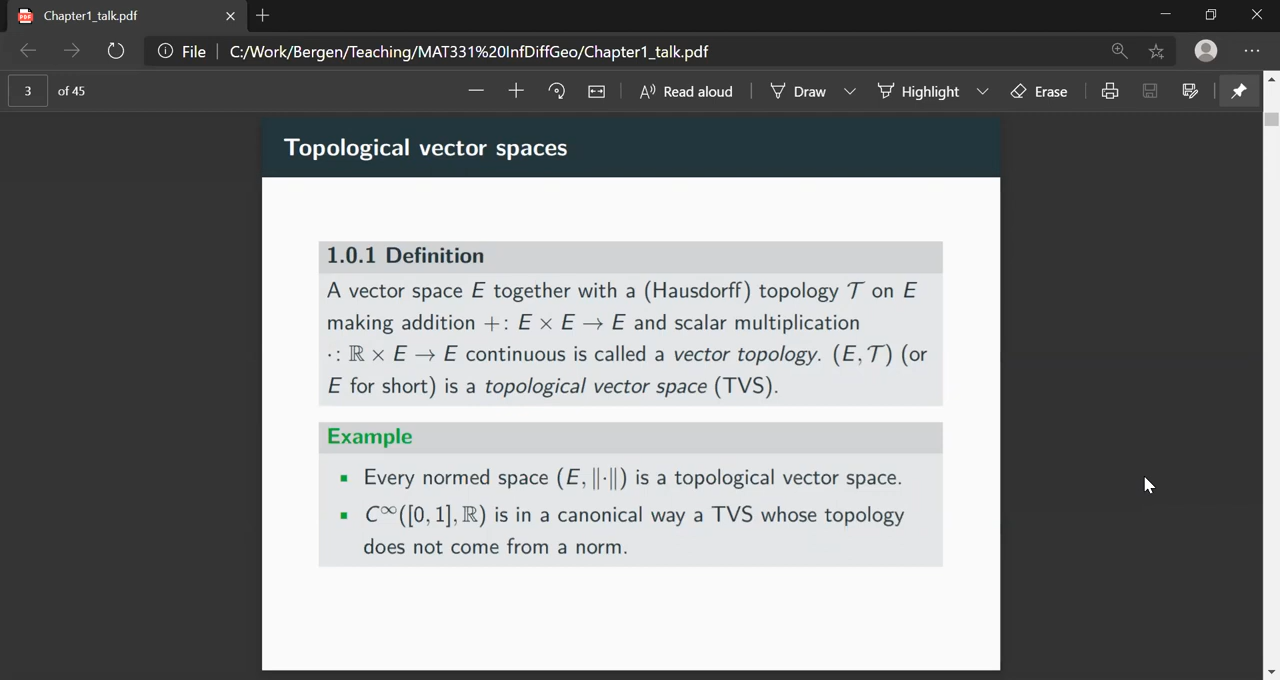 Chapter1_talk.pdf
File C:/Work/Bergen/Teaching/MAT331%20InfDiffGeo/Chapter1_talk.pdf
3 of 45 Read aloud Draw Highlight Erase
Topological vector spaces
1.0.1 Definition
A vector space E together with a (Hausdorff) topology 𝒯 on E
making addition +: E × E → E and scalar multiplication
·: ℝ × E → E continuous is called a vector topology. (E, 𝒯) (or
E for short) is a topological vector space (TVS).
Example
▪ Every normed space (E, ‖·‖) is a topological vector space.
▪ C∞([0, 1], ℝ) is in a canonical way a TVS whose topology
does not come from a norm.